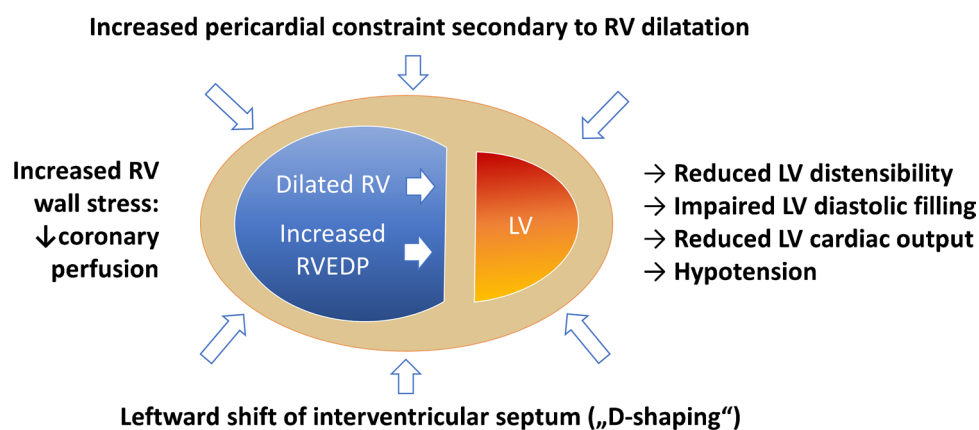 Increased pericardial constraint secondary to RV dilatation
Increased RV
wall stress:
↓coronary
perfusion
Dilated RV
Increased
RVEDP
LV
→ Reduced LV distensibility
→ Impaired LV diastolic filling
→ Reduced LV cardiac output
→ Hypotension
Leftward shift of interventricular septum („D-shaping“)